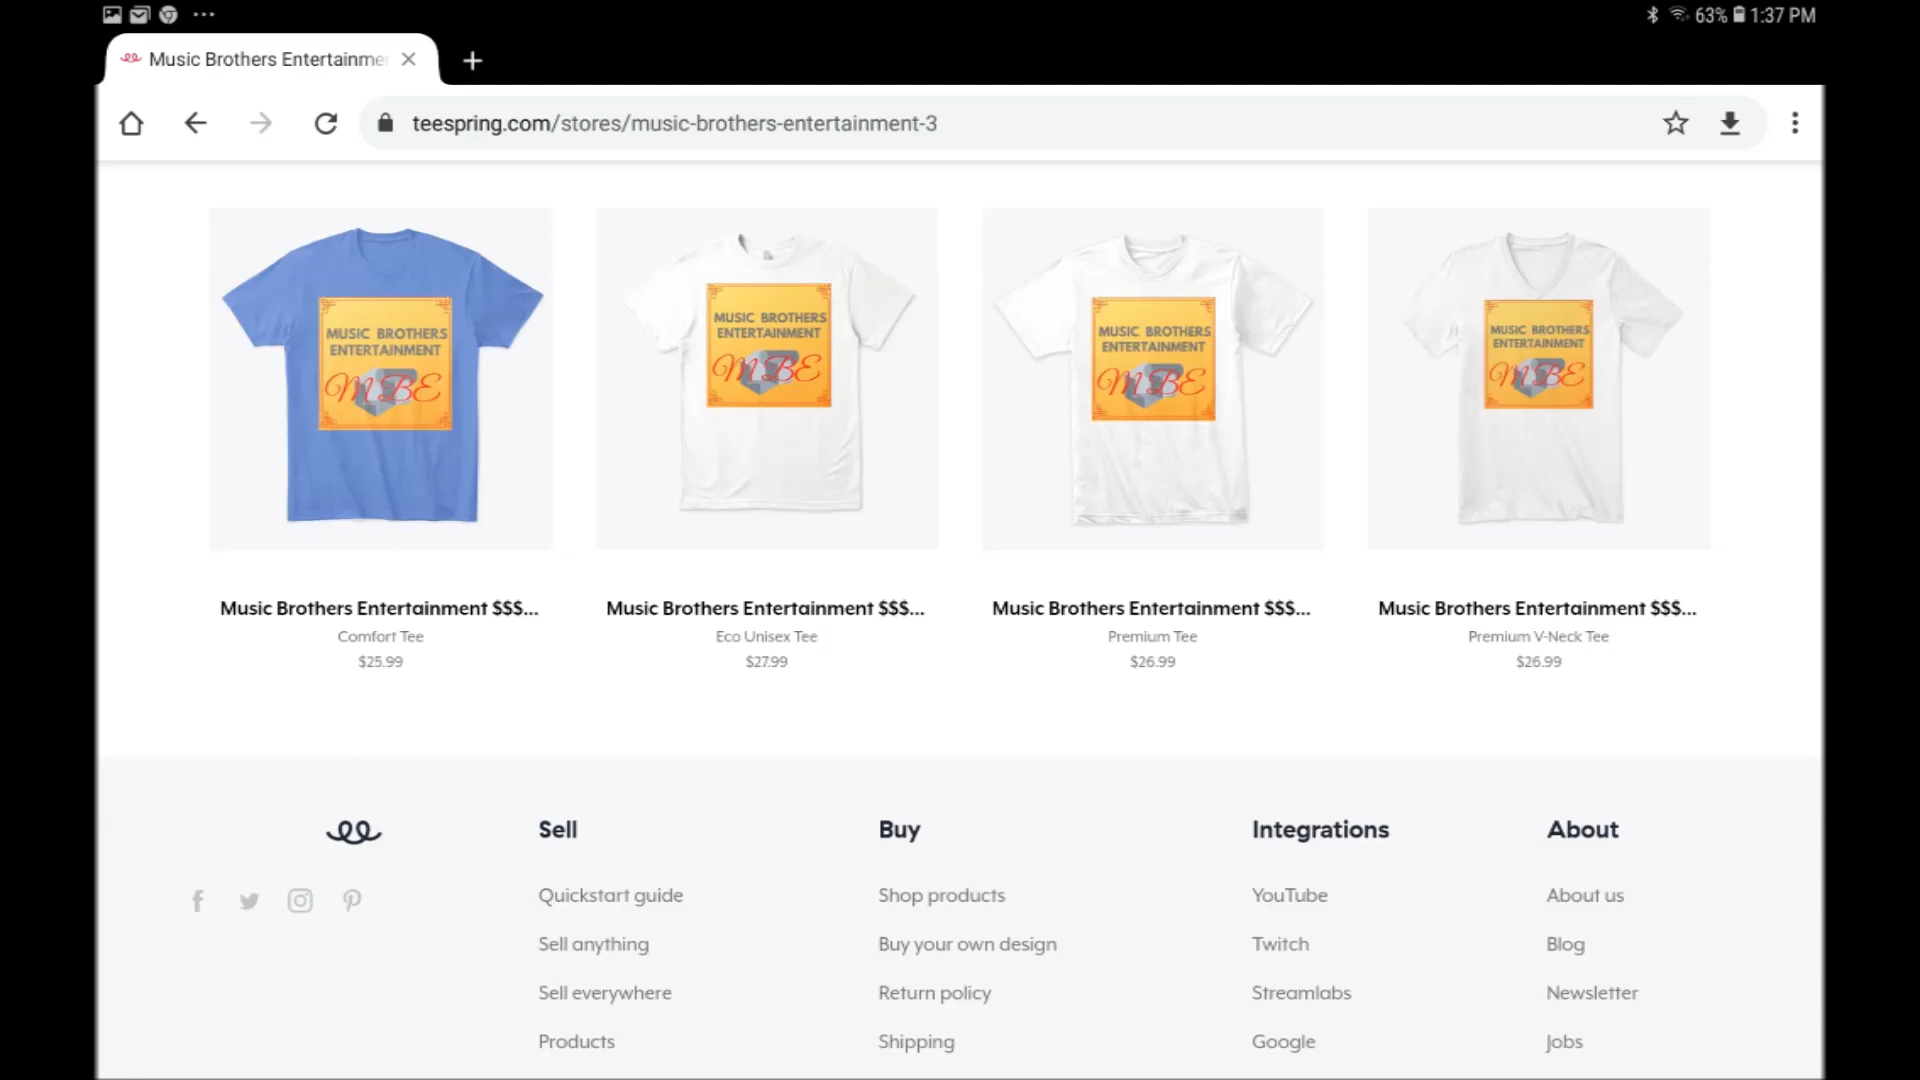 63% 1:37 PM
Music Brothers Entertainme
teespring.com/stores/music-brothers-entertainment-3
MUSIC BROTHERS
ENTERTAINMENT
MBE
MUSIC BROTHERS
ENTERTAINMENT
MBE
MUSIC BROTHERS
ENTERTAINMENT
MBE
MUSIC BROTHERS
ENTERTAINMENT
MBE
Music Brothers Entertainment $$$...
Comfort Tee
$25.99
Music Brothers Entertainment $$$...
Eco Unisex Tee
$27.99
Music Brothers Entertainment $$$...
Premium Tee
$26.99
Music Brothers Entertainment $$$...
Premium V-Neck Tee
$26.99
Sell
Quickstart guide
Sell anything
Sell everywhere
Products
Buy
Shop products
Buy your own design
Return policy
Shipping
Integrations
YouTube
Twitch
Streamlabs
Google
About
About us
Blog
Newsletter
Jobs